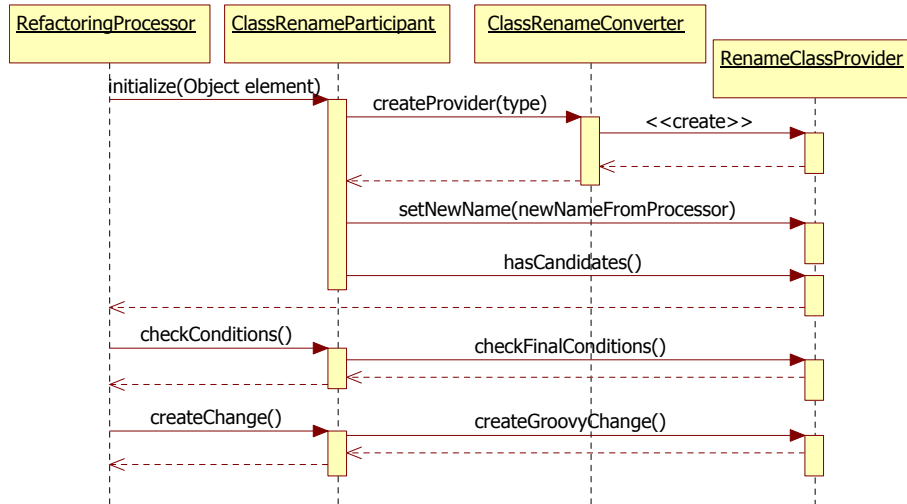 RefactoringProcessor
ClassRenameParticipant
ClassRenameConverter
RenameClassProvider
initialize(Object element)
createProvider(type)
<<create>>
setNewName(newNameFromProcessor)
hasCandidates()
checkConditions()
checkFinalConditions()
createChange()
createGroovyChange()